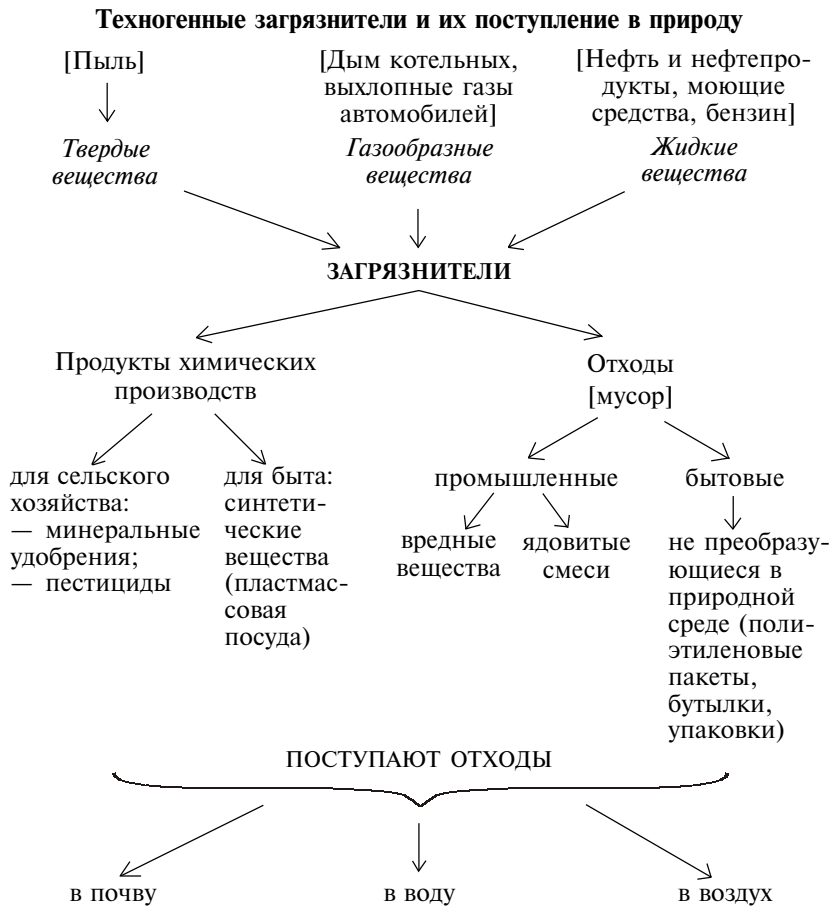 Техногенные загрязнители и их поступление в природу
[Пыль]
[Дым котельных,
выхлопные газы
автомобилей]
[Нефть и нефтепро-
дукты, моющие
средства, бензин]
Твердые
вещества
Газообразные
вещества
Жидкие
вещества
ЗАГРЯЗНИТЕЛИ
Продукты химических
производств
Отходы
[мусор]
для сельского
хозяйства:
— минеральные
удобрения;
— пестициды
для быта:
синтети-
ческие
вещества
(пластмас-
совая
посуда)
промышленные
вредные
вещества
ядовитые
смеси
бытовые
не преобразу-
ющиеся в
природной
среде (поли-
этиленовые
пакеты,
бутылки,
упаковки)
ПОСТУПАЮТ ОТХОДЫ
в почву
в воду
в воздух